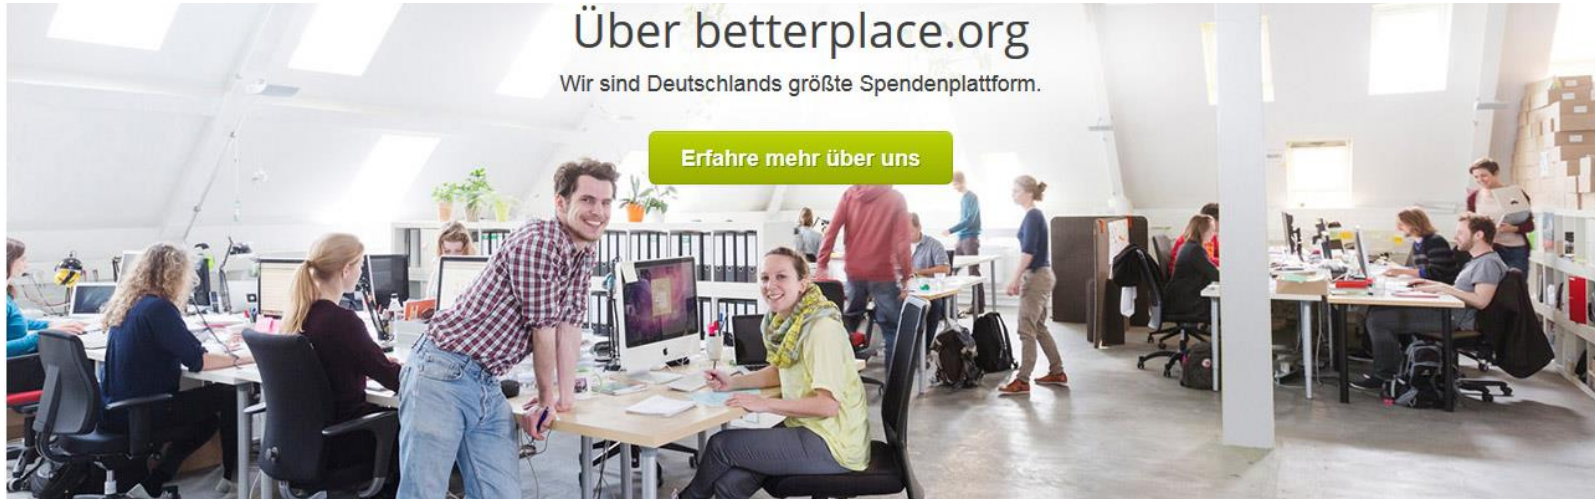 Über betterplace.org
Wir sind Deutschlands größte Spendenplattform.
Erfahre mehr über uns